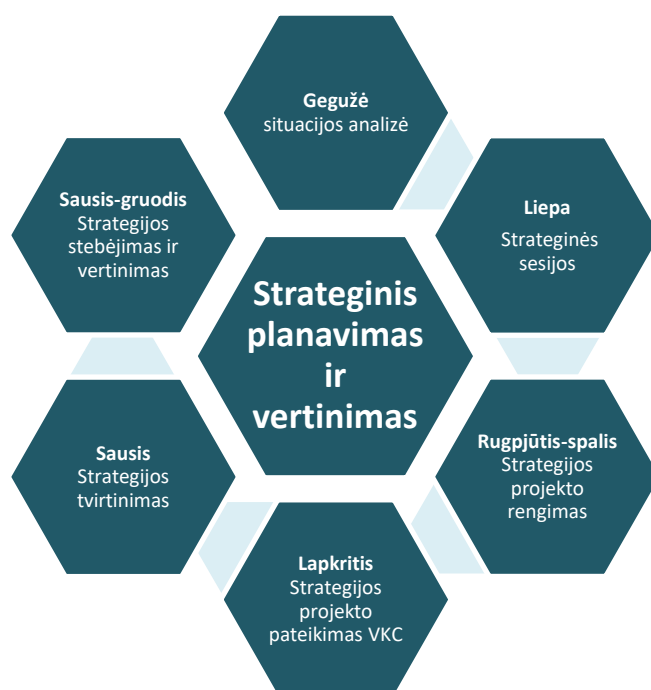 Gegužė
situacijos analizė
Liepa
Strateginės
sesijos
Rugpjūtis-spalis
Strategijos
projekto
rengimas
Lapkritis
Strategijos
projekto
pateikimas VKC
Sausis
Strategijos
tvirtinimas
Sausis-gruodis
Strategijos
stebėjimas ir
vertinimas
Strateginis
planavimas
ir
vertinimas